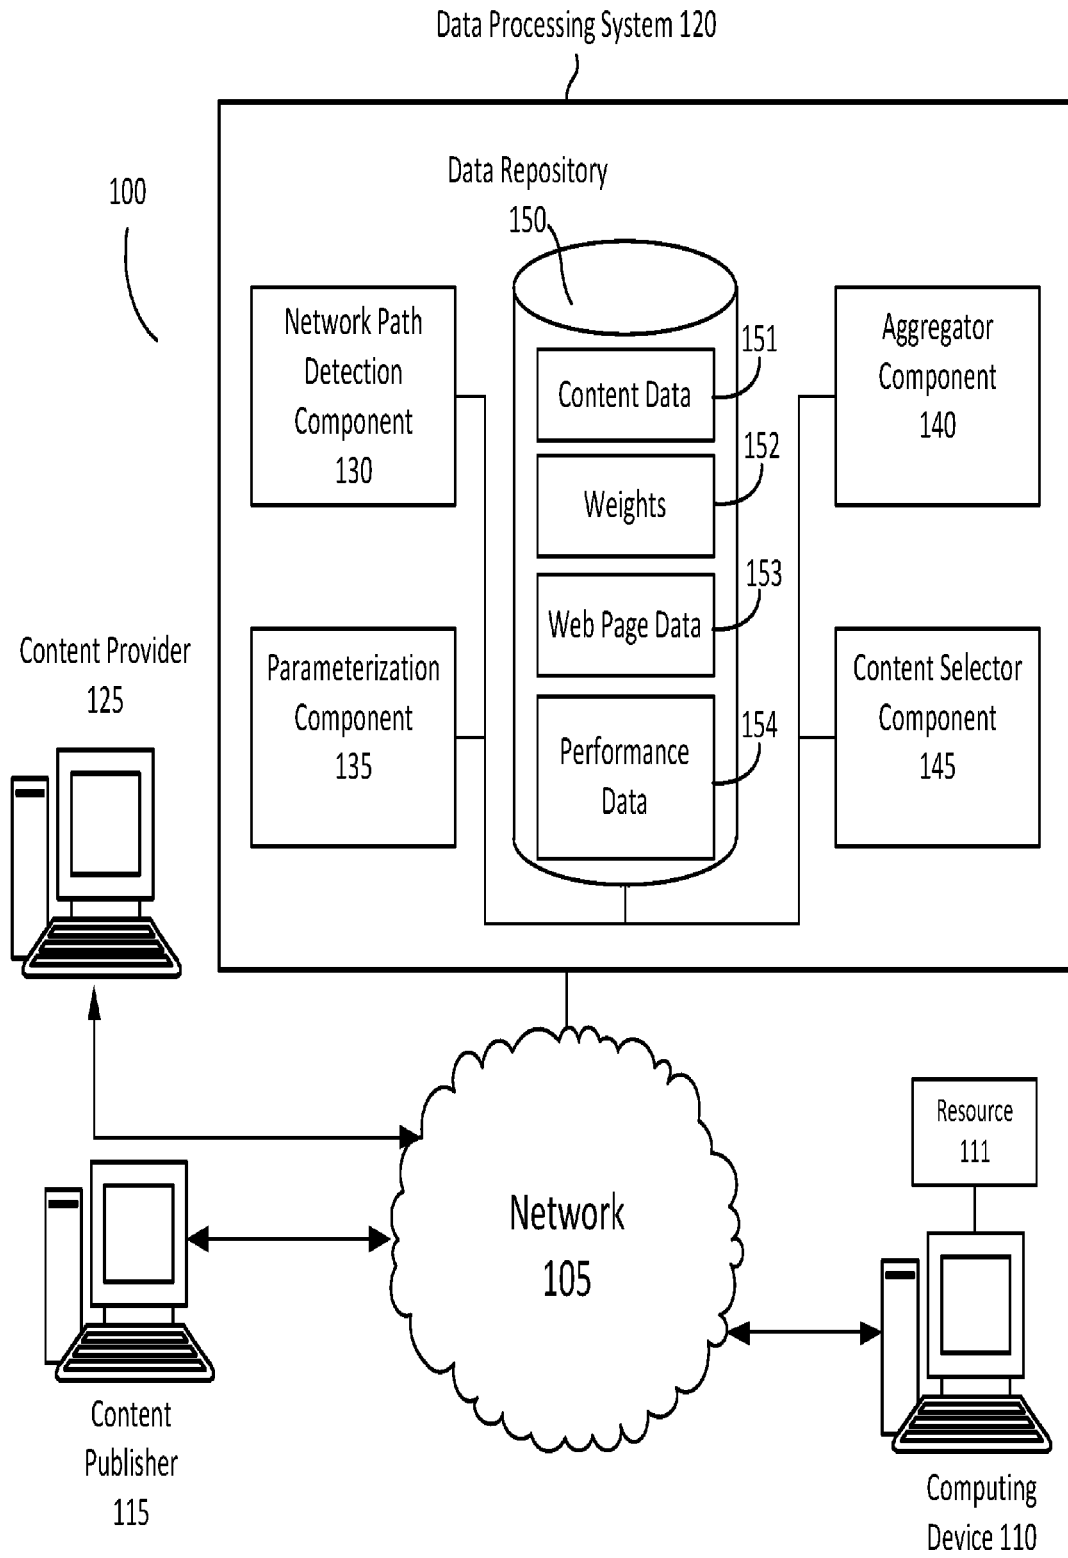 Data Processing System 120
100
Data Repository
150
Network Path
Detection
Component
130
Content Data
151
Weights
152
Web Page Data
153
Performance
Data
154
Aggregator
Component
140
Parameterization
Component
135
Content Selector
Component
145
Content Provider
125
Resource
111
Network
105
Content
Publisher
115
Computing
Device 110